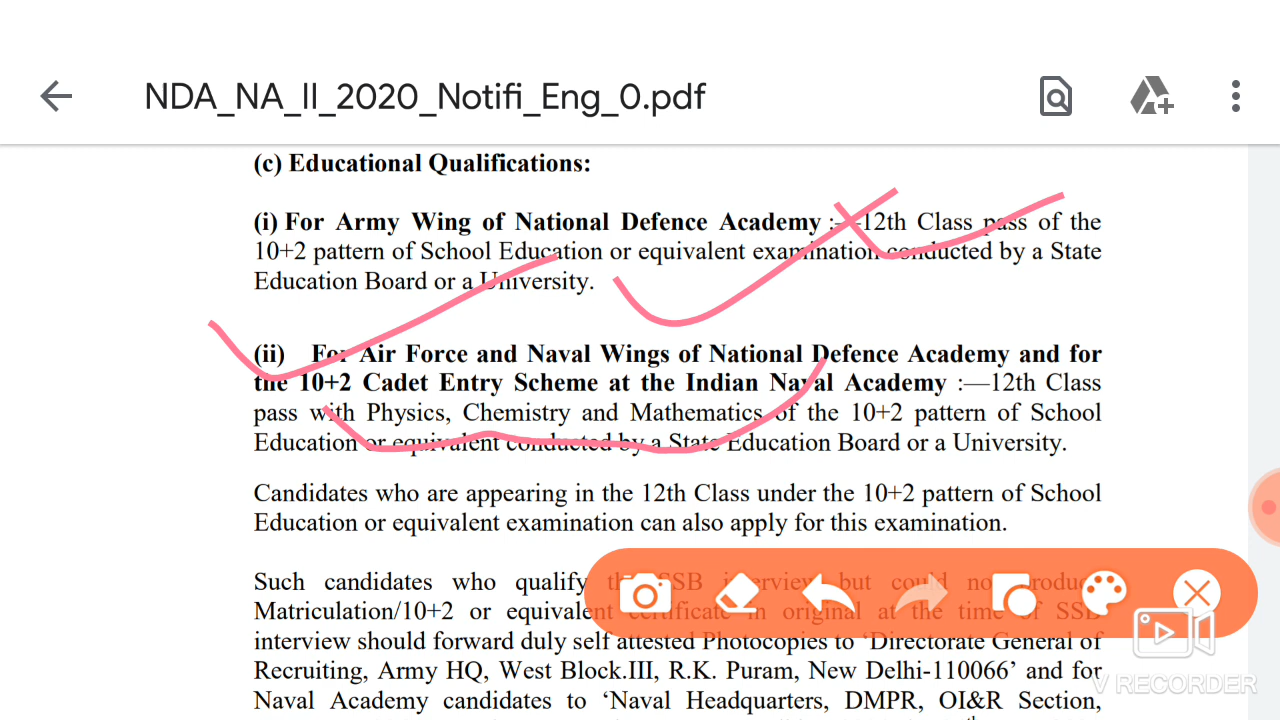 NDA_NA_II_2020_Notifi_Eng_0.pdf
(c) Educational Qualifications:
(i) For Army Wing of National Defence Academy :—12th Class pass of the
10+2 pattern of School Education or equivalent examination conducted by a State
Education Board or a University.
(ii) For Air Force and Naval Wings of National Defence Academy and for
the 10+2 Cadet Entry Scheme at the Indian Naval Academy :—12th Class
pass with Physics, Chemistry and Mathematics of the 10+2 pattern of School
Education or equivalent conducted by a State Education Board or a University.
Candidates who are appearing in the 12th Class under the 10+2 pattern of School
Education or equivalent examination can also apply for this examination.
Such candidates who qualify the SSB interview but could not produce
Matriculation/10+2 or equivalent certificate in original at the time of SSB
interview should forward duly self attested Photocopies to ‘Directorate General of
Recruiting, Army HQ, West Block.III, R.K. Puram, New Delhi-110066’ and for
Naval Academy candidates to ‘Naval Headquarters, DMPR, OI&R Section,
V RECORDER